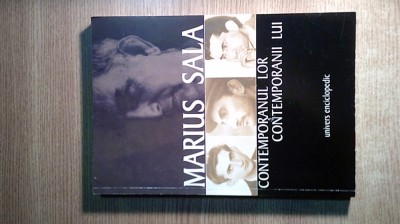 MARIUS SALA
CONTEMPORANUL LOR
CONTEMPORANII LUI
univers enciclopedic